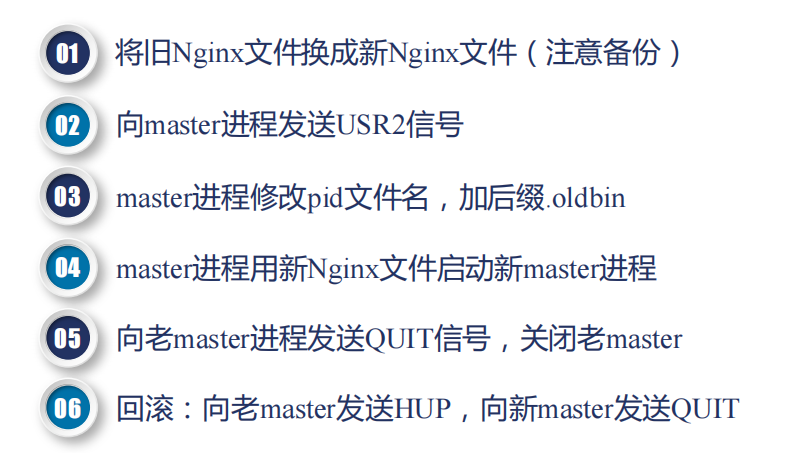 01 将旧Nginx文件换成新Nginx文件（注意备份）
02 向master进程发送USR2信号
03 master进程修改pid文件名，加后缀.oldbin
04 master进程用新Nginx文件启动新master进程
05 向老master进程发送QUIT信号，关闭老master
06 回滚：向老master发送HUP，向新master发送QUIT